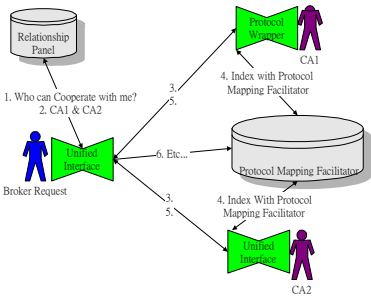 Relationship
Panel
Protocol
Wrapper
CA1
1. Who can Cooperate with me?
2. CA1 & CA2
3.
5.
4. Index with Protocol
Mapping Facilitator
Unified
Interface
Broker Request
6. Etc...
Protocol Mapping Facilitator
3.
5.
4. Index With Protocol
Mapping Facilitator
Unified
Interface
CA2